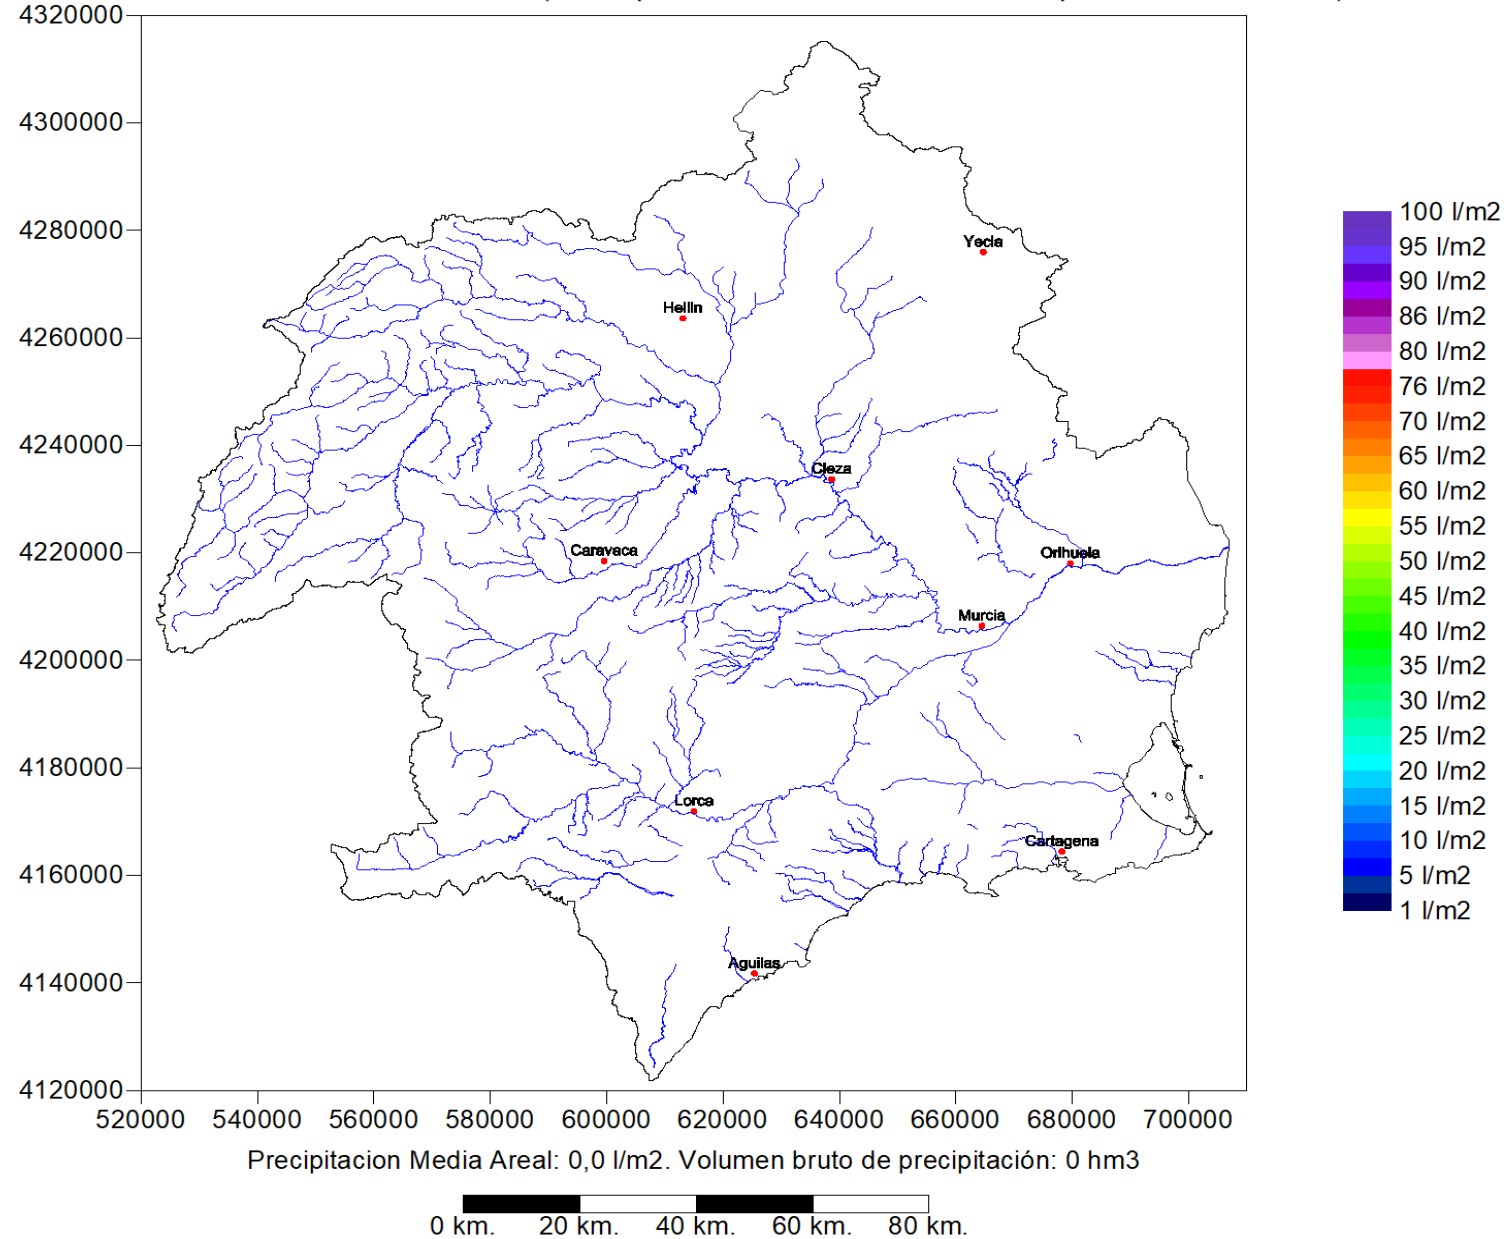 4320000
4300000
4280000
4260000
4240000
4220000
4200000
4180000
4160000
4140000
4120000
520000 540000 560000 580000 600000 620000 640000 660000 680000 700000
Yecla
Hellin
Cieza
Caravaca
Orihuela
Murcia
Lorca
Cartagena
Aguilas
100 l/m2
95 l/m2
90 l/m2
86 l/m2
80 l/m2
76 l/m2
70 l/m2
65 l/m2
60 l/m2
55 l/m2
50 l/m2
45 l/m2
40 l/m2
35 l/m2
30 l/m2
25 l/m2
20 l/m2
15 l/m2
10 l/m2
5 l/m2
1 l/m2
Precipitacion Media Areal: 0,0 l/m2. Volumen bruto de precipitación: 0 hm3
0 km. 20 km. 40 km. 60 km. 80 km.